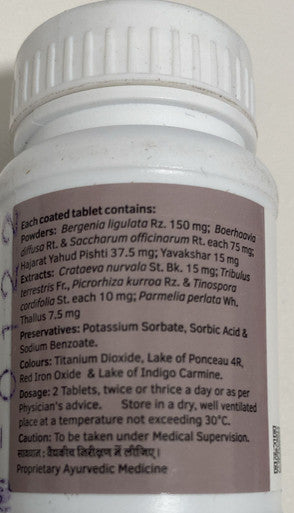 Each coated tablet contains:
Powders: Bergenia ligulata Rz. 150 mg; Boerhaavia
diffusa Rt. & Saccharum officinarum Rt. each 75 mg;
Hajarat Yahud Pishti 37.5 mg; Yavakshar 15 mg
Extracts: Crataeva nurvala St. Bk. 15 mg; Tribulus
terrestris Fr., Picrorhiza kurroa Rz. & Tinospora
cordifolia St. each 10 mg; Parmelia perlata Wh.
Thallus 7.5 mg
Preservatives: Potassium Sorbate, Sorbic Acid &
Sodium Benzoate.
Colours: Titanium Dioxide, Lake of Ponceau 4R,
Red Iron Oxide & Lake of Indigo Carmine.
Dosage: 2 Tablets, twice or thrice a day or as per
Physician's advice. Store in a dry, well ventilated
place at a temperature not exceeding 30°C.
Caution: To be taken under Medical Supervision.
सावधान : वैद्यकीय निरीक्षण में लीजिए।
Proprietary Ayurvedic Medicine